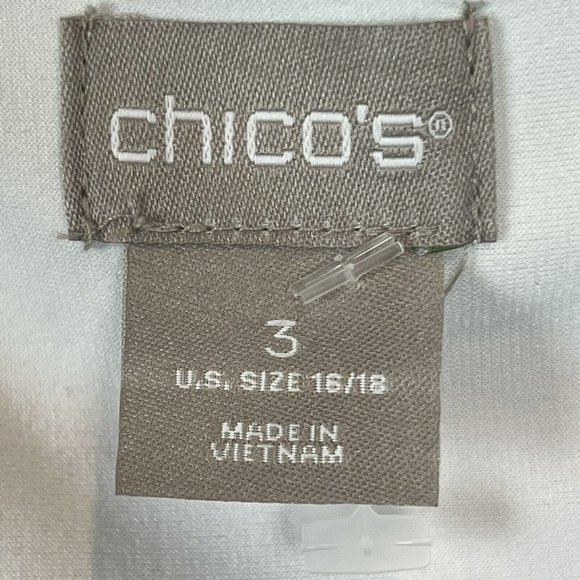 chico's®
3
U.S. SIZE 16/18
MADE IN
VIETNAM